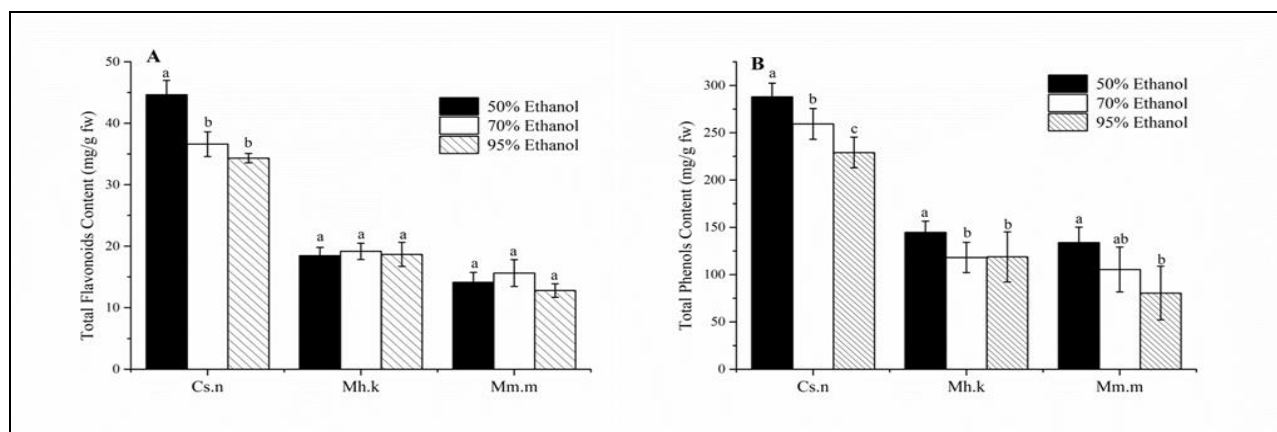 A
50
40
30
20
10
0
Total Flavonoids Content (mg/g fw)
a
b
b
a
a
a
a
a
a
50% Ethanol
70% Ethanol
95% Ethanol
Cs.n
Mh.k
Mm.m
B
300
250
200
150
100
50
0
Total Phenols Content (mg/g fw)
a
b
c
a
b
b
a
ab
b
50% Ethanol
70% Ethanol
95% Ethanol
Cs.n
Mh.k
Mm.m